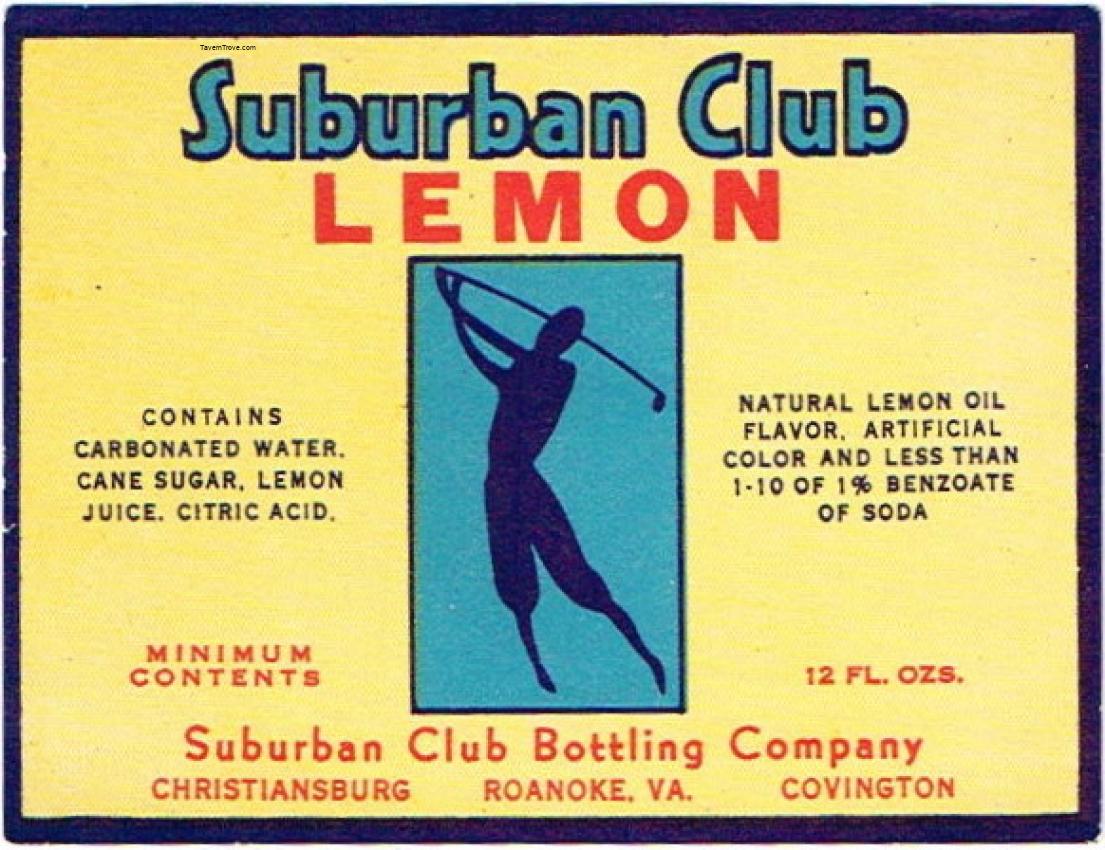 TavernTrove.com
Suburban Club
LEMON
CONTAINS
CARBONATED WATER,
CANE SUGAR, LEMON
JUICE, CITRIC ACID,
NATURAL LEMON OIL
FLAVOR, ARTIFICIAL
COLOR AND LESS THAN
1-10 OF 1% BENZOATE
OF SODA
MINIMUM
CONTENTS
12 FL. OZS.
Suburban Club Bottling Company
CHRISTIANSBURG ROANOKE, VA. COVINGTON